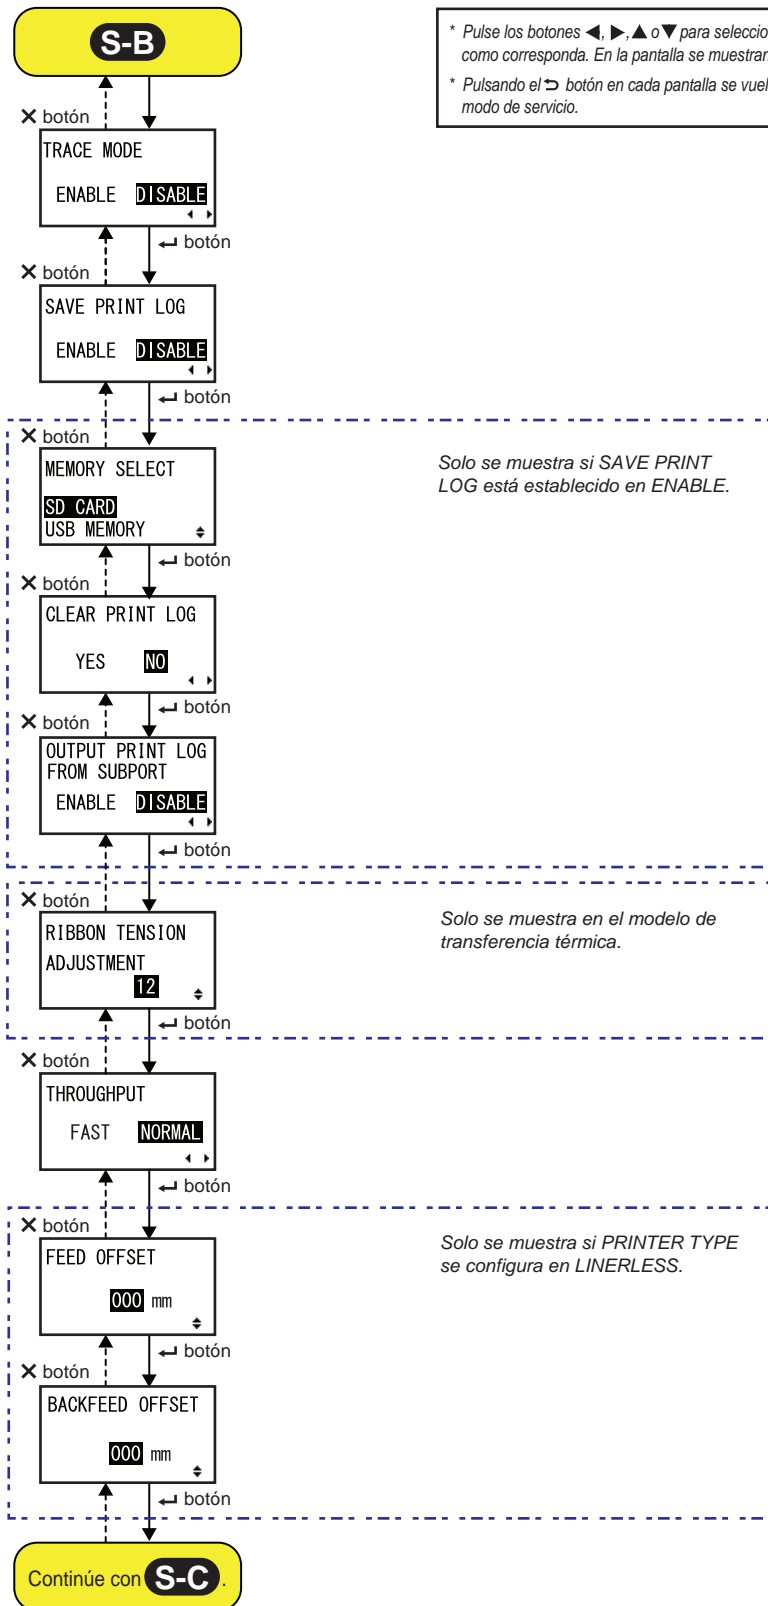 S-B
* Pulse los botones ◀, ▶, ▲ o ▼ para seleccio
como corresponda. En la pantalla se muestran
* Pulsando el ⮌ botón en cada pantalla se vuel
modo de servicio.
✕ botón
TRACE MODE
ENABLE DISABLE
↵ botón
✕ botón
SAVE PRINT LOG
ENABLE DISABLE
↵ botón
✕ botón
MEMORY SELECT
SD CARD
USB MEMORY
Solo se muestra si SAVE PRINT
LOG está establecido en ENABLE.
↵ botón
✕ botón
CLEAR PRINT LOG
YES NO
↵ botón
✕ botón
OUTPUT PRINT LOG
FROM SUBPORT
ENABLE DISABLE
↵ botón
✕ botón
RIBBON TENSION
ADJUSTMENT
12
Solo se muestra en el modelo de
transferencia térmica.
↵ botón
✕ botón
THROUGHPUT
FAST NORMAL
↵ botón
✕ botón
FEED OFFSET
000 mm
Solo se muestra si PRINTER TYPE
se configura en LINERLESS.
↵ botón
✕ botón
BACKFEED OFFSET
000 mm
↵ botón
Continúe con S-C.